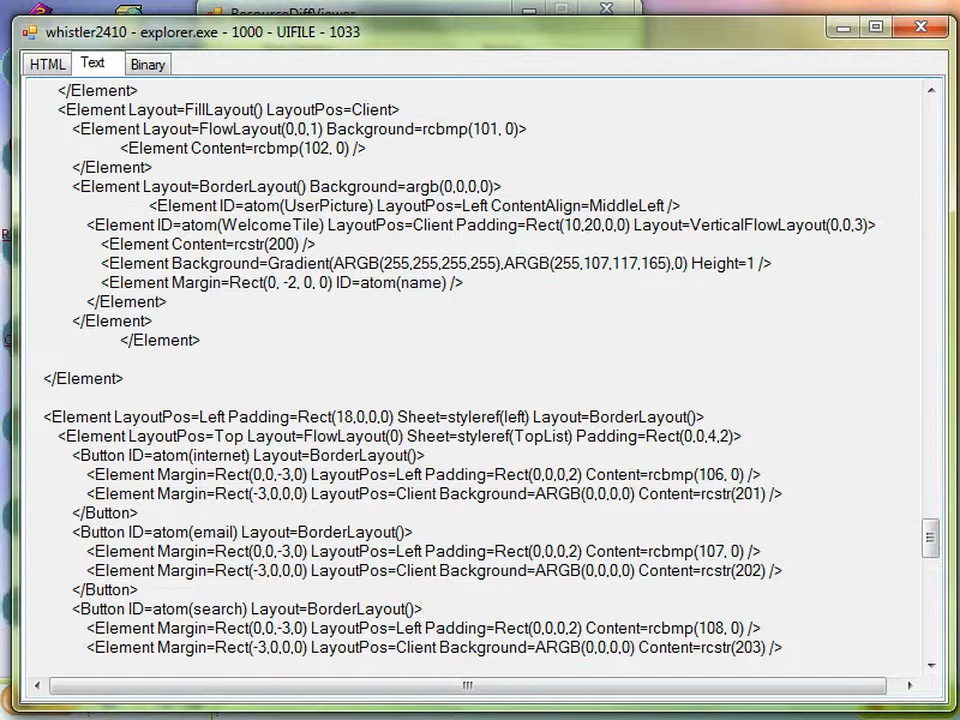 ResourceDiffViewer
whistler2410 - explorer.exe - 1000 - UIFILE - 1033
HTML Text Binary
</Element>
<Element Layout=FillLayout() LayoutPos=Client>
<Element Layout=FlowLayout(0,0,1) Background=rcbmp(101, 0)>
<Element Content=rcbmp(102, 0) />
</Element>
<Element Layout=BorderLayout() Background=argb(0,0,0,0)>
<Element ID=atom(UserPicture) LayoutPos=Left ContentAlign=MiddleLeft />
<Element ID=atom(WelcomeTile) LayoutPos=Client Padding=Rect(10,20,0,0) Layout=VerticalFlowLayout(0,0,3)>
<Element Content=rcstr(200) />
<Element Background=Gradient(ARGB(255,255,255,255),ARGB(255,107,117,165),0) Height=1 />
<Element Margin=Rect(0, -2, 0, 0) ID=atom(name) />
</Element>
</Element>
</Element>
</Element>
<Element LayoutPos=Left Padding=Rect(18,0,0,0) Sheet=styleref(left) Layout=BorderLayout()>
<Element LayoutPos=Top Layout=FlowLayout(0) Sheet=styleref(TopList) Padding=Rect(0,0,4,2)>
<Button ID=atom(internet) Layout=BorderLayout()>
<Element Margin=Rect(0,0,-3,0) LayoutPos=Left Padding=Rect(0,0,0,2) Content=rcbmp(106, 0) />
<Element Margin=Rect(-3,0,0,0) LayoutPos=Client Background=ARGB(0,0,0,0) Content=rcstr(201) />
</Button>
<Button ID=atom(email) Layout=BorderLayout()>
<Element Margin=Rect(0,0,-3,0) LayoutPos=Left Padding=Rect(0,0,0,2) Content=rcbmp(107, 0) />
<Element Margin=Rect(-3,0,0,0) LayoutPos=Client Background=ARGB(0,0,0,0) Content=rcstr(202) />
</Button>
<Button ID=atom(search) Layout=BorderLayout()>
<Element Margin=Rect(0,0,-3,0) LayoutPos=Left Padding=Rect(0,0,0,2) Content=rcbmp(108, 0) />
<Element Margin=Rect(-3,0,0,0) LayoutPos=Client Background=ARGB(0,0,0,0) Content=rcstr(203) />